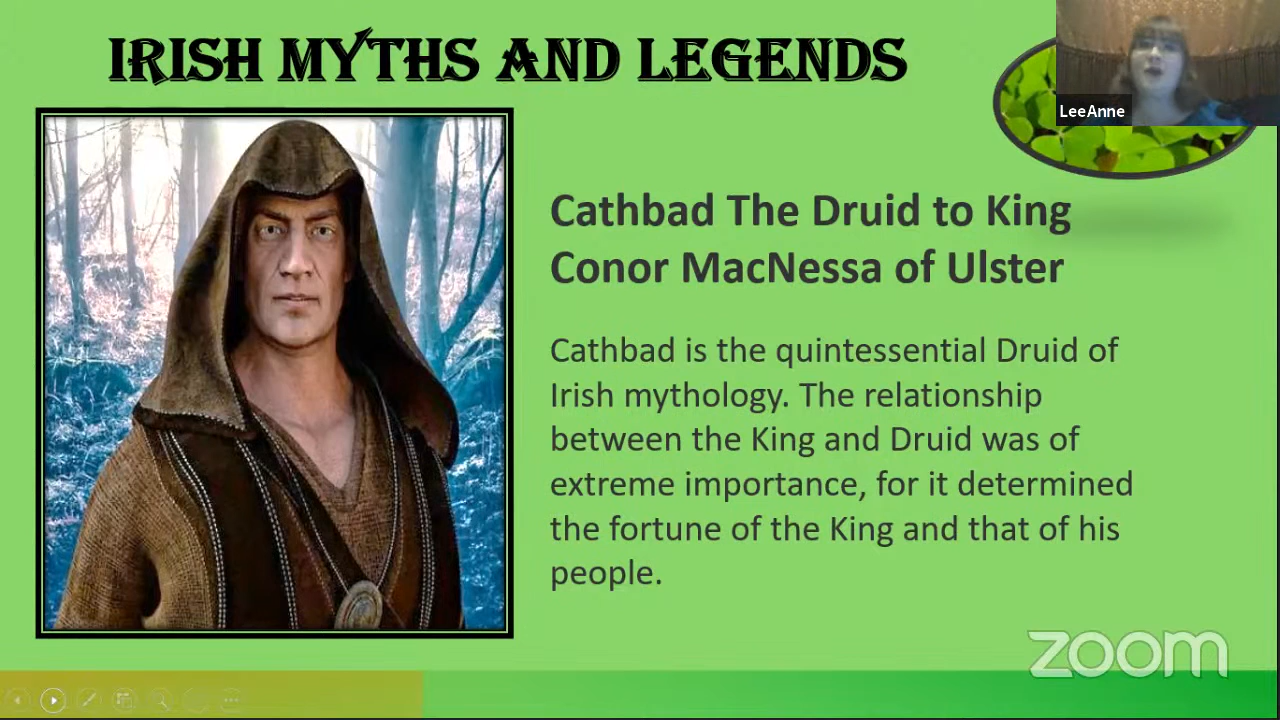 IRISH MYTHS AND LEGENDS
LeeAnne
Cathbad The Druid to King
Conor MacNessa of Ulster
Cathbad is the quintessential Druid of
Irish mythology. The relationship
between the King and Druid was of
extreme importance, for it determined
the fortune of the King and that of his
people.
zoom